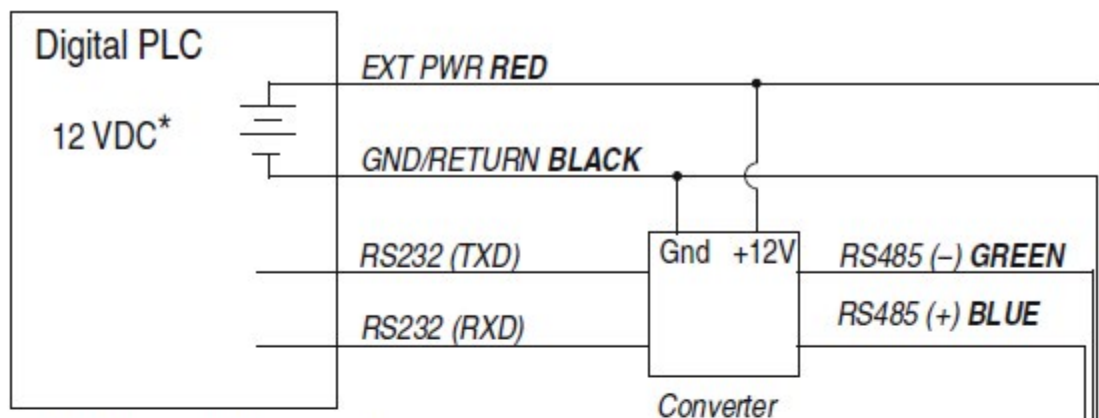 Digital PLC
EXT PWR RED
12 VDC*
GND/RETURN BLACK
RS232 (TXD)
Gnd +12V
RS485 (–) GREEN
RS232 (RXD)
RS485 (+) BLUE
Converter